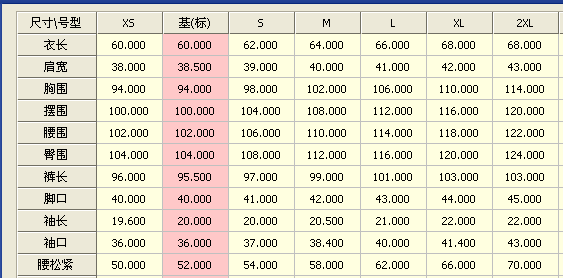 尺寸\号型 XS 基(标) S M L XL 2XL
衣长 60.000 60.000 62.000 64.000 66.000 68.000 68.000
肩宽 38.000 38.500 39.000 40.000 41.000 42.000 43.000
胸围 94.000 94.000 98.000 102.000 106.000 110.000 114.000
摆围 100.000 100.000 104.000 108.000 112.000 116.000 120.000
腰围 102.000 102.000 106.000 110.000 114.000 118.000 122.000
臀围 104.000 104.000 108.000 112.000 116.000 120.000 124.000
裤长 96.000 95.500 97.000 99.000 101.000 103.000 103.000
脚口 40.000 40.000 41.000 42.000 43.000 44.000 45.000
袖长 19.600 20.000 20.000 20.500 21.000 22.000 22.000
袖口 36.000 36.000 37.000 38.400 40.000 41.400 43.000
腰松紧 50.000 52.000 54.000 58.000 62.000 66.000 70.000